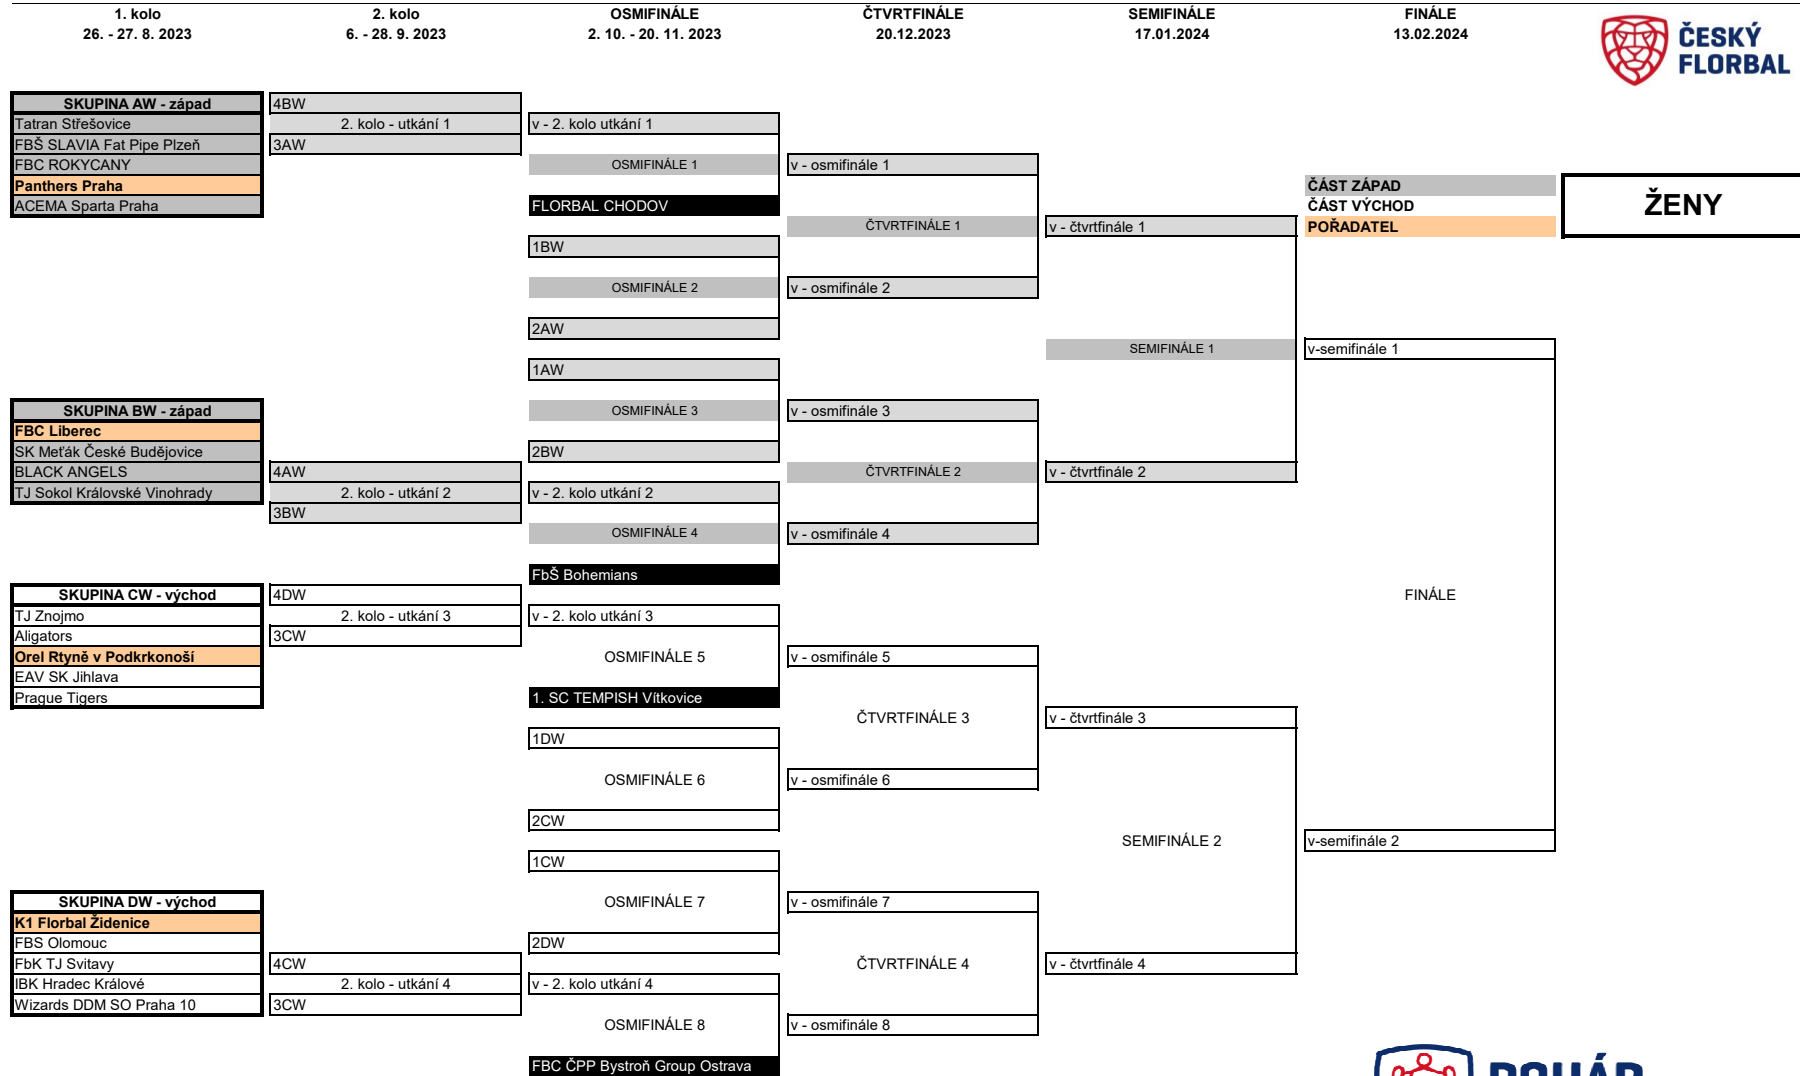 1. kolo
26. - 27. 8. 2023
2. kolo
6. - 28. 9. 2023
OSMIFINÁLE
2. 10. - 20. 11. 2023
ČTVRTFINÁLE
20.12.2023
SEMIFINÁLE
17.01.2024
FINÁLE
13.02.2024
ČESKÝ
FLORBAL
SKUPINA AW - západ
Tatran Střešovice
FBŠ SLAVIA Fat Pipe Plzeň
FBC ROKYCANY
Panthers Praha
ACEMA Sparta Praha
SKUPINA BW - západ
FBC Liberec
SK Meťák České Budějovice
BLACK ANGELS
TJ Sokol Královské Vinohrady
SKUPINA CW - východ
TJ Znojmo
Aligators
Orel Rtyně v Podkrkonoší
EAV SK Jihlava
Prague Tigers
SKUPINA DW - východ
K1 Florbal Židenice
FBS Olomouc
FbK TJ Svitavy
IBK Hradec Králové
Wizards DDM SO Praha 10
4BW
2. kolo - utkání 1
3AW
4AW
2. kolo - utkání 2
3BW
4DW
2. kolo - utkání 3
3CW
4CW
2. kolo - utkání 4
3CW
v - 2. kolo utkání 1
OSMIFINÁLE 1
FLORBAL CHODOV
1BW
OSMIFINÁLE 2
2AW
1AW
OSMIFINÁLE 3
2BW
v - 2. kolo utkání 2
OSMIFINÁLE 4
FbŠ Bohemians
v - 2. kolo utkání 3
OSMIFINÁLE 5
1. SC TEMPISH Vítkovice
1DW
OSMIFINÁLE 6
2CW
1CW
OSMIFINÁLE 7
2DW
v - 2. kolo utkání 4
OSMIFINÁLE 8
FBC ČPP Bystroň Group Ostrava
v - osmifinále 1
ČTVRTFINÁLE 1
v - osmifinále 2
v - osmifinále 3
ČTVRTFINÁLE 2
v - osmifinále 4
v - osmifinále 5
ČTVRTFINÁLE 3
v - osmifinále 6
v - osmifinále 7
ČTVRTFINÁLE 4
v - osmifinále 8
v - čtvrtfinále 1
SEMIFINÁLE 1
v - čtvrtfinále 2
v - čtvrtfinále 3
SEMIFINÁLE 2
v - čtvrtfinále 4
ČÁST ZÁPAD
ČÁST VÝCHOD
POŘADATEL
v-semifinále 1
FINÁLE
v-semifinále 2
ŽENY
POHÁR